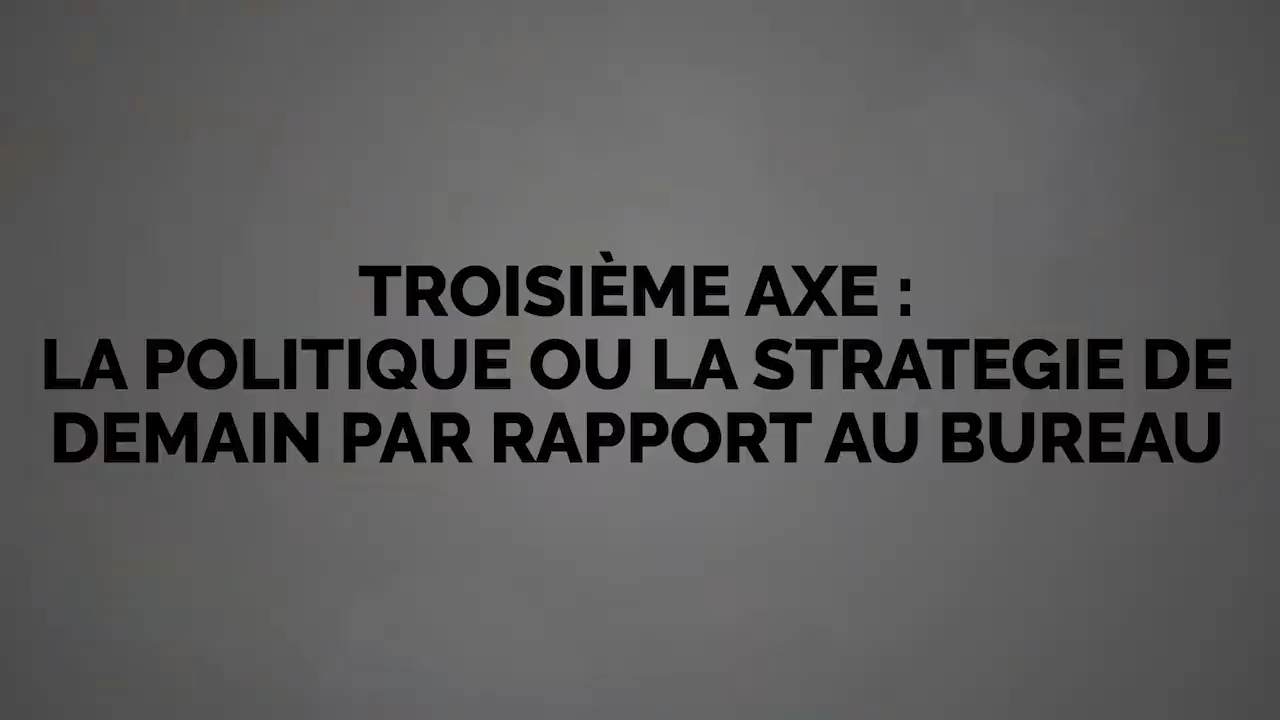 TROISIÈME AXE :
LA POLITIQUE OU LA STRATEGIE DE
DEMAIN PAR RAPPORT AU BUREAU